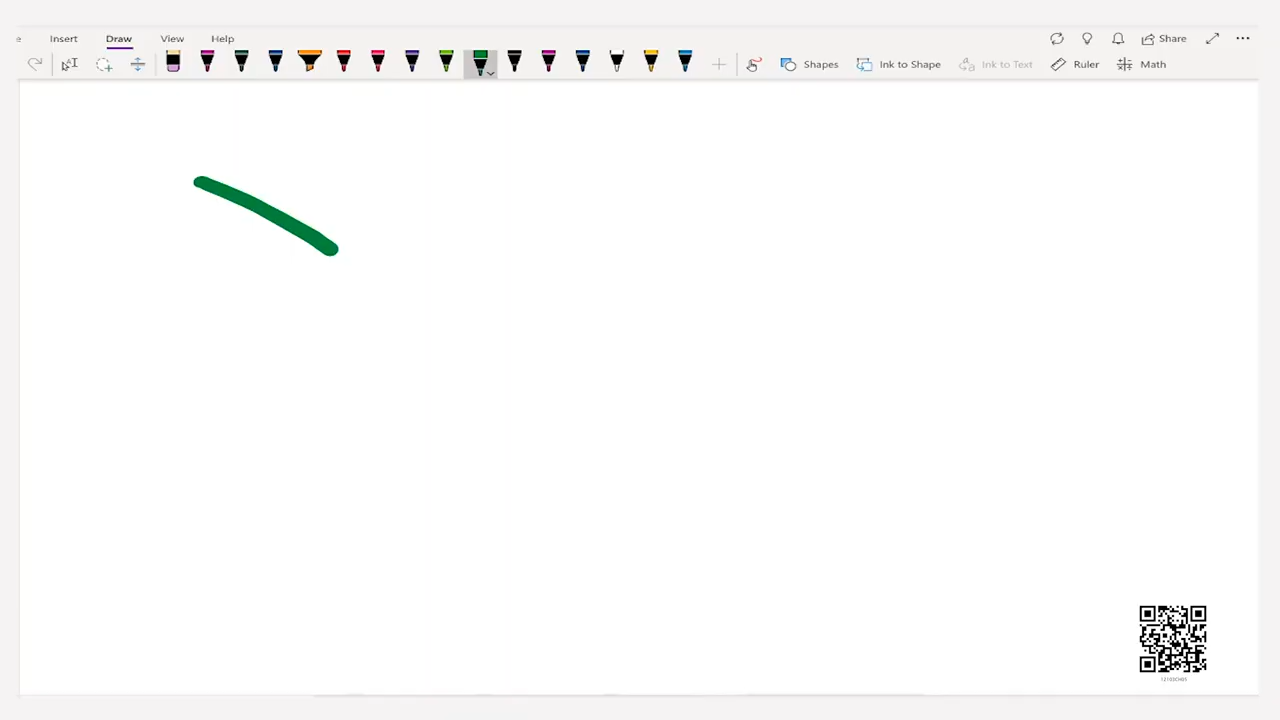 e Insert Draw View Help Share
Shapes Ink to Shape Ink to Text Ruler Math